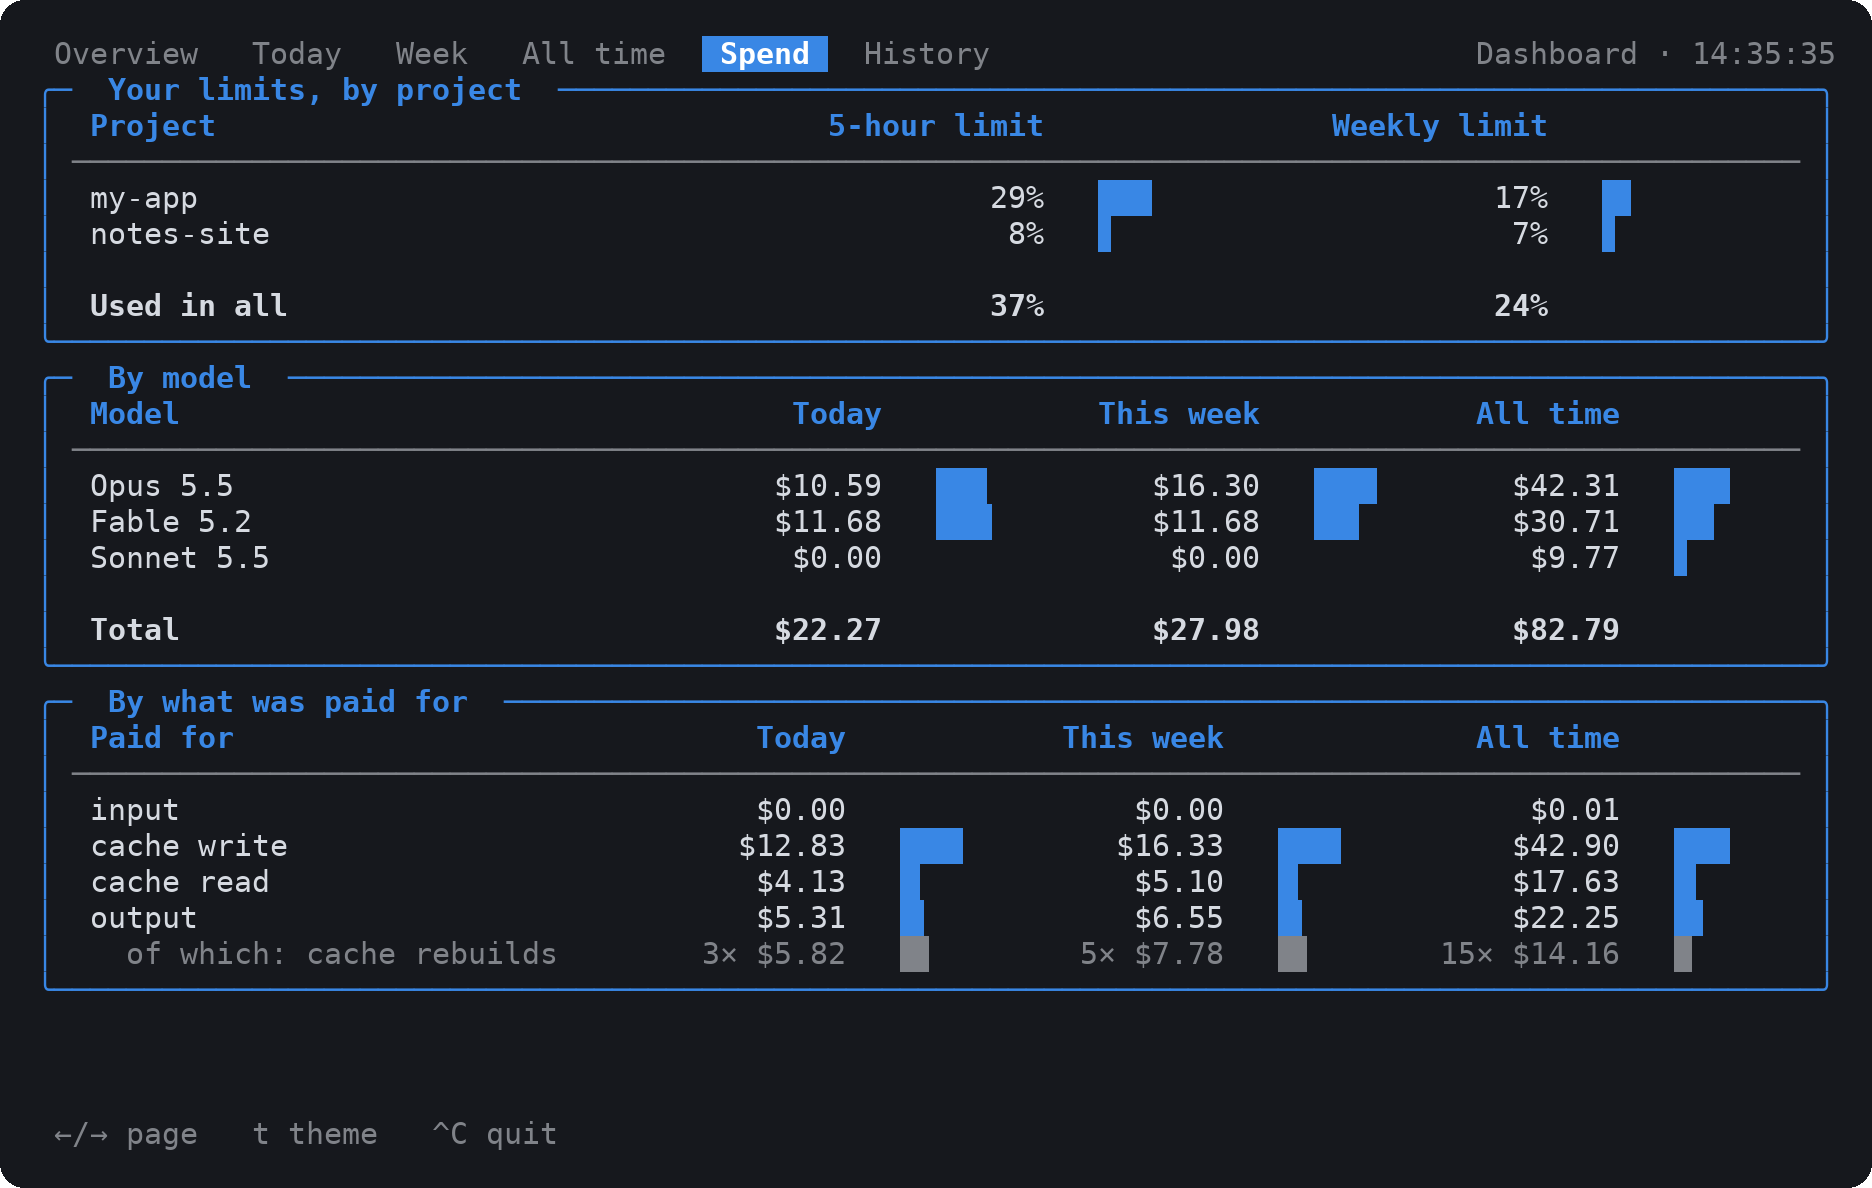 Overview Today Week All time Spend History Dashboard · 14:35:35
Your limits, by project
Project 5-hour limit Weekly limit
my-app 29% 17%
notes-site 8% 7%
Used in all 37% 24%
By model
Model Today This week All time
Opus 5.5 $10.59 $16.30 $42.31
Fable 5.2 $11.68 $11.68 $30.71
Sonnet 5.5 $0.00 $0.00 $9.77
Total $22.27 $27.98 $82.79
By what was paid for
Paid for Today This week All time
input $0.00 $0.00 $0.01
cache write $12.83 $16.33 $42.90
cache read $4.13 $5.10 $17.63
output $5.31 $6.55 $22.25
of which: cache rebuilds 3× $5.82 5× $7.78 15× $14.16
←/→ page t theme ^C quit